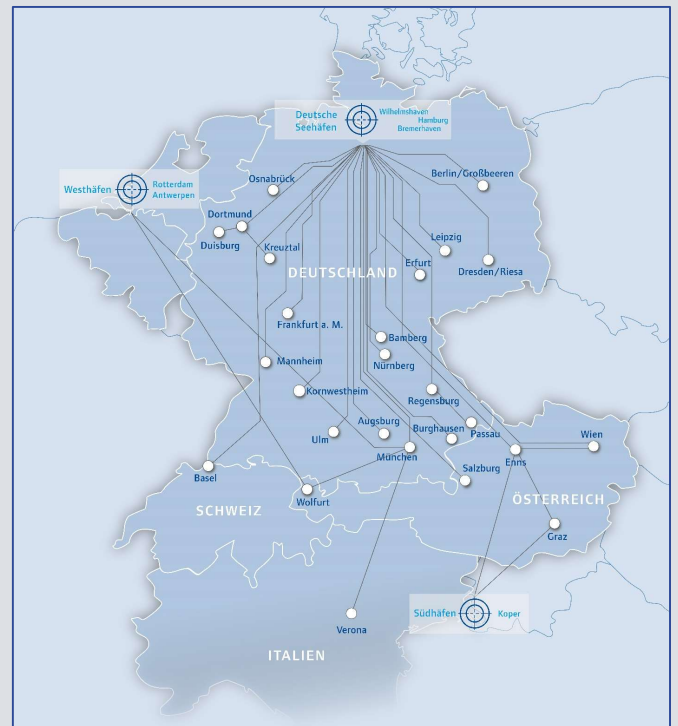 Deutsche
Seehäfen
Wilhelmshaven
Hamburg
Bremerhaven
Westhäfen
Rotterdam
Antwerpen
Osnabrück
Berlin/Großbeeren
Dortmund
Duisburg
Kreuztal
Leipzig
Erfurt
Dresden/Riesa
DEUTSCHLAND
Frankfurt a. M.
Bamberg
Mannheim
Nürnberg
Kornwestheim
Regensburg
Augsburg
Burghausen
Passau
Ulm
Wien
München
Enns
Salzburg
Basel
Wolfurt
ÖSTERREICH
SCHWEIZ
Graz
Südhäfen
Koper
Verona
ITALIEN